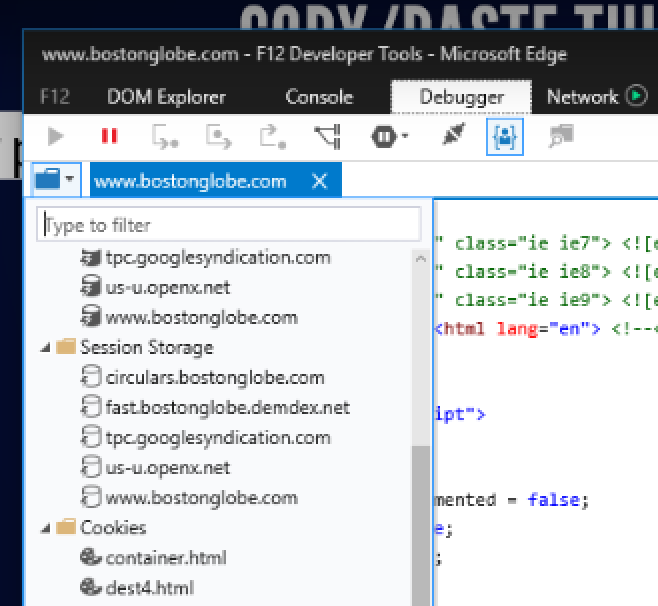 COPY/PASTE
www.bostonglobe.com - F12 Developer Tools - Microsoft Edge
F12 DOM Explorer Console Debugger Network
www.bostonglobe.com
Type to filter
tpc.googlesyndication.com
" class="ie ie7"> <![e
us-u.openx.net
" class="ie ie8"> <![e
www.bostonglobe.com
" class="ie ie9"> <![e
<html lang="en"> <!--<
Session Storage
circulars.bostonglobe.com
fast.bostonglobe.demdex.net
ipt">
tpc.googlesyndication.com
us-u.openx.net
www.bostonglobe.com
mented = false;
Cookies
e;
container.html
;
dest4.html